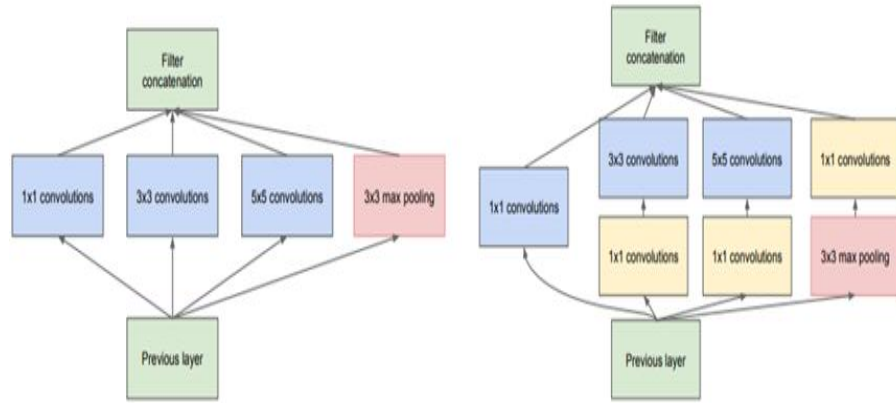 Filter
concatenation
1x1 convolutions
3x3 convolutions
5x5 convolutions
3x3 max pooling
Previous layer
Filter
concatenation
3x3 convolutions
5x5 convolutions
1x1 convolutions
1x1 convolutions
1x1 convolutions
1x1 convolutions
3x3 max pooling
Previous layer